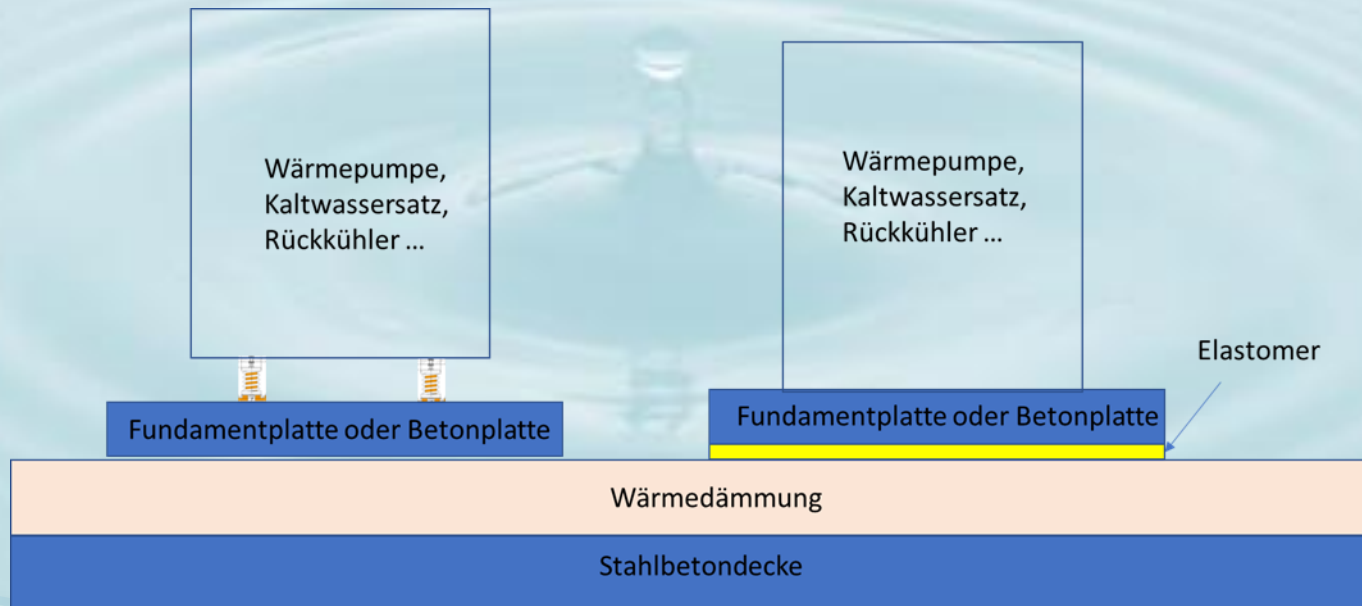 Wärmepumpe,
Kaltwassersatz,
Rückkühler ...
Wärmepumpe,
Kaltwassersatz,
Rückkühler ...
Elastomer
Fundamentplatte oder Betonplatte
Fundamentplatte oder Betonplatte
Wärmedämmung
Stahlbetondecke